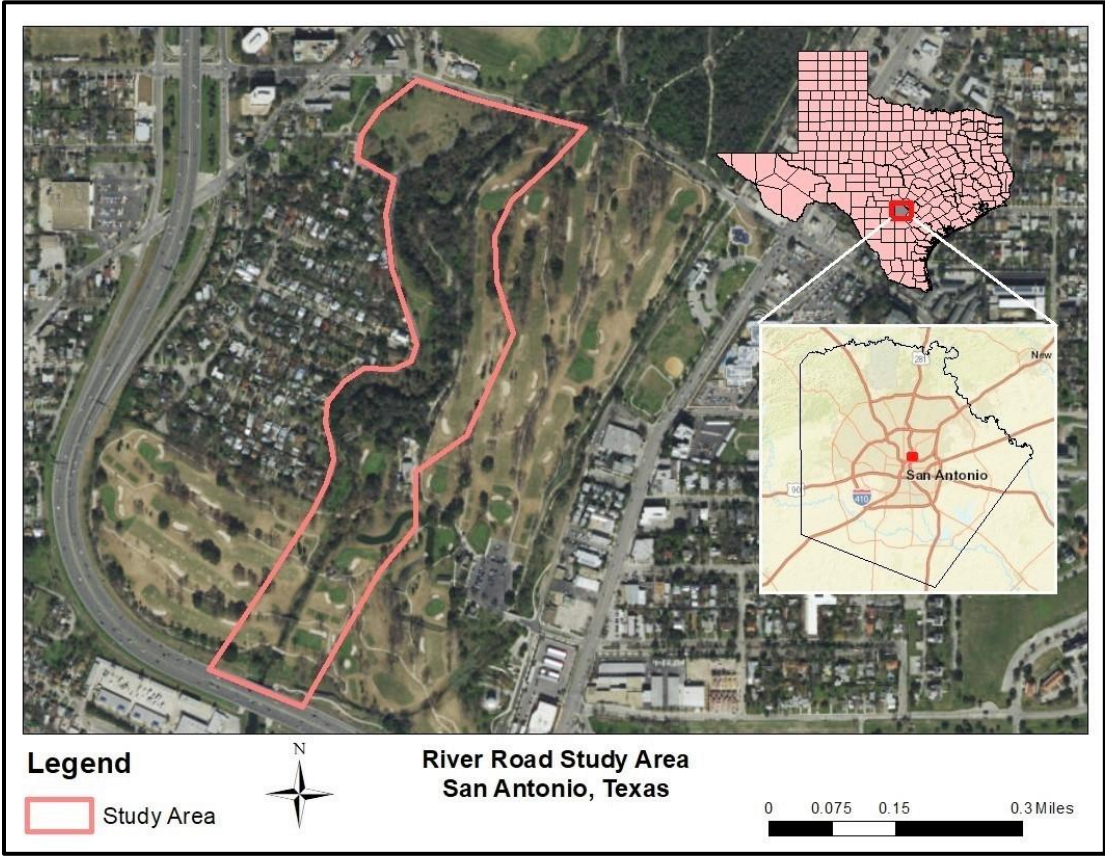 New
281
San Antonio
90
410
Legend
Study Area
N
River Road Study Area
San Antonio, Texas
0 0.075 0.15 0.3 Miles